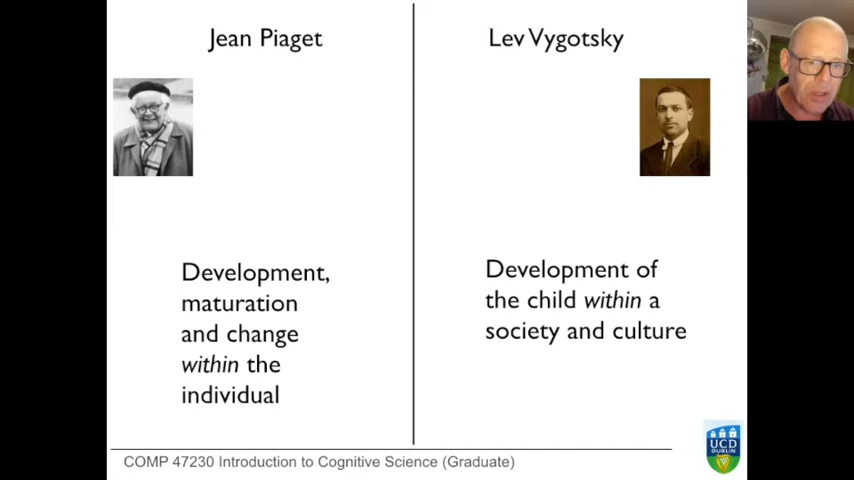 Jean Piaget
Development,
maturation
and change
within the
individual
Lev Vygotsky
Development of
the child within a
society and culture
COMP 47230 Introduction to Cognitive Science (Graduate)
UCD
DUBLIN